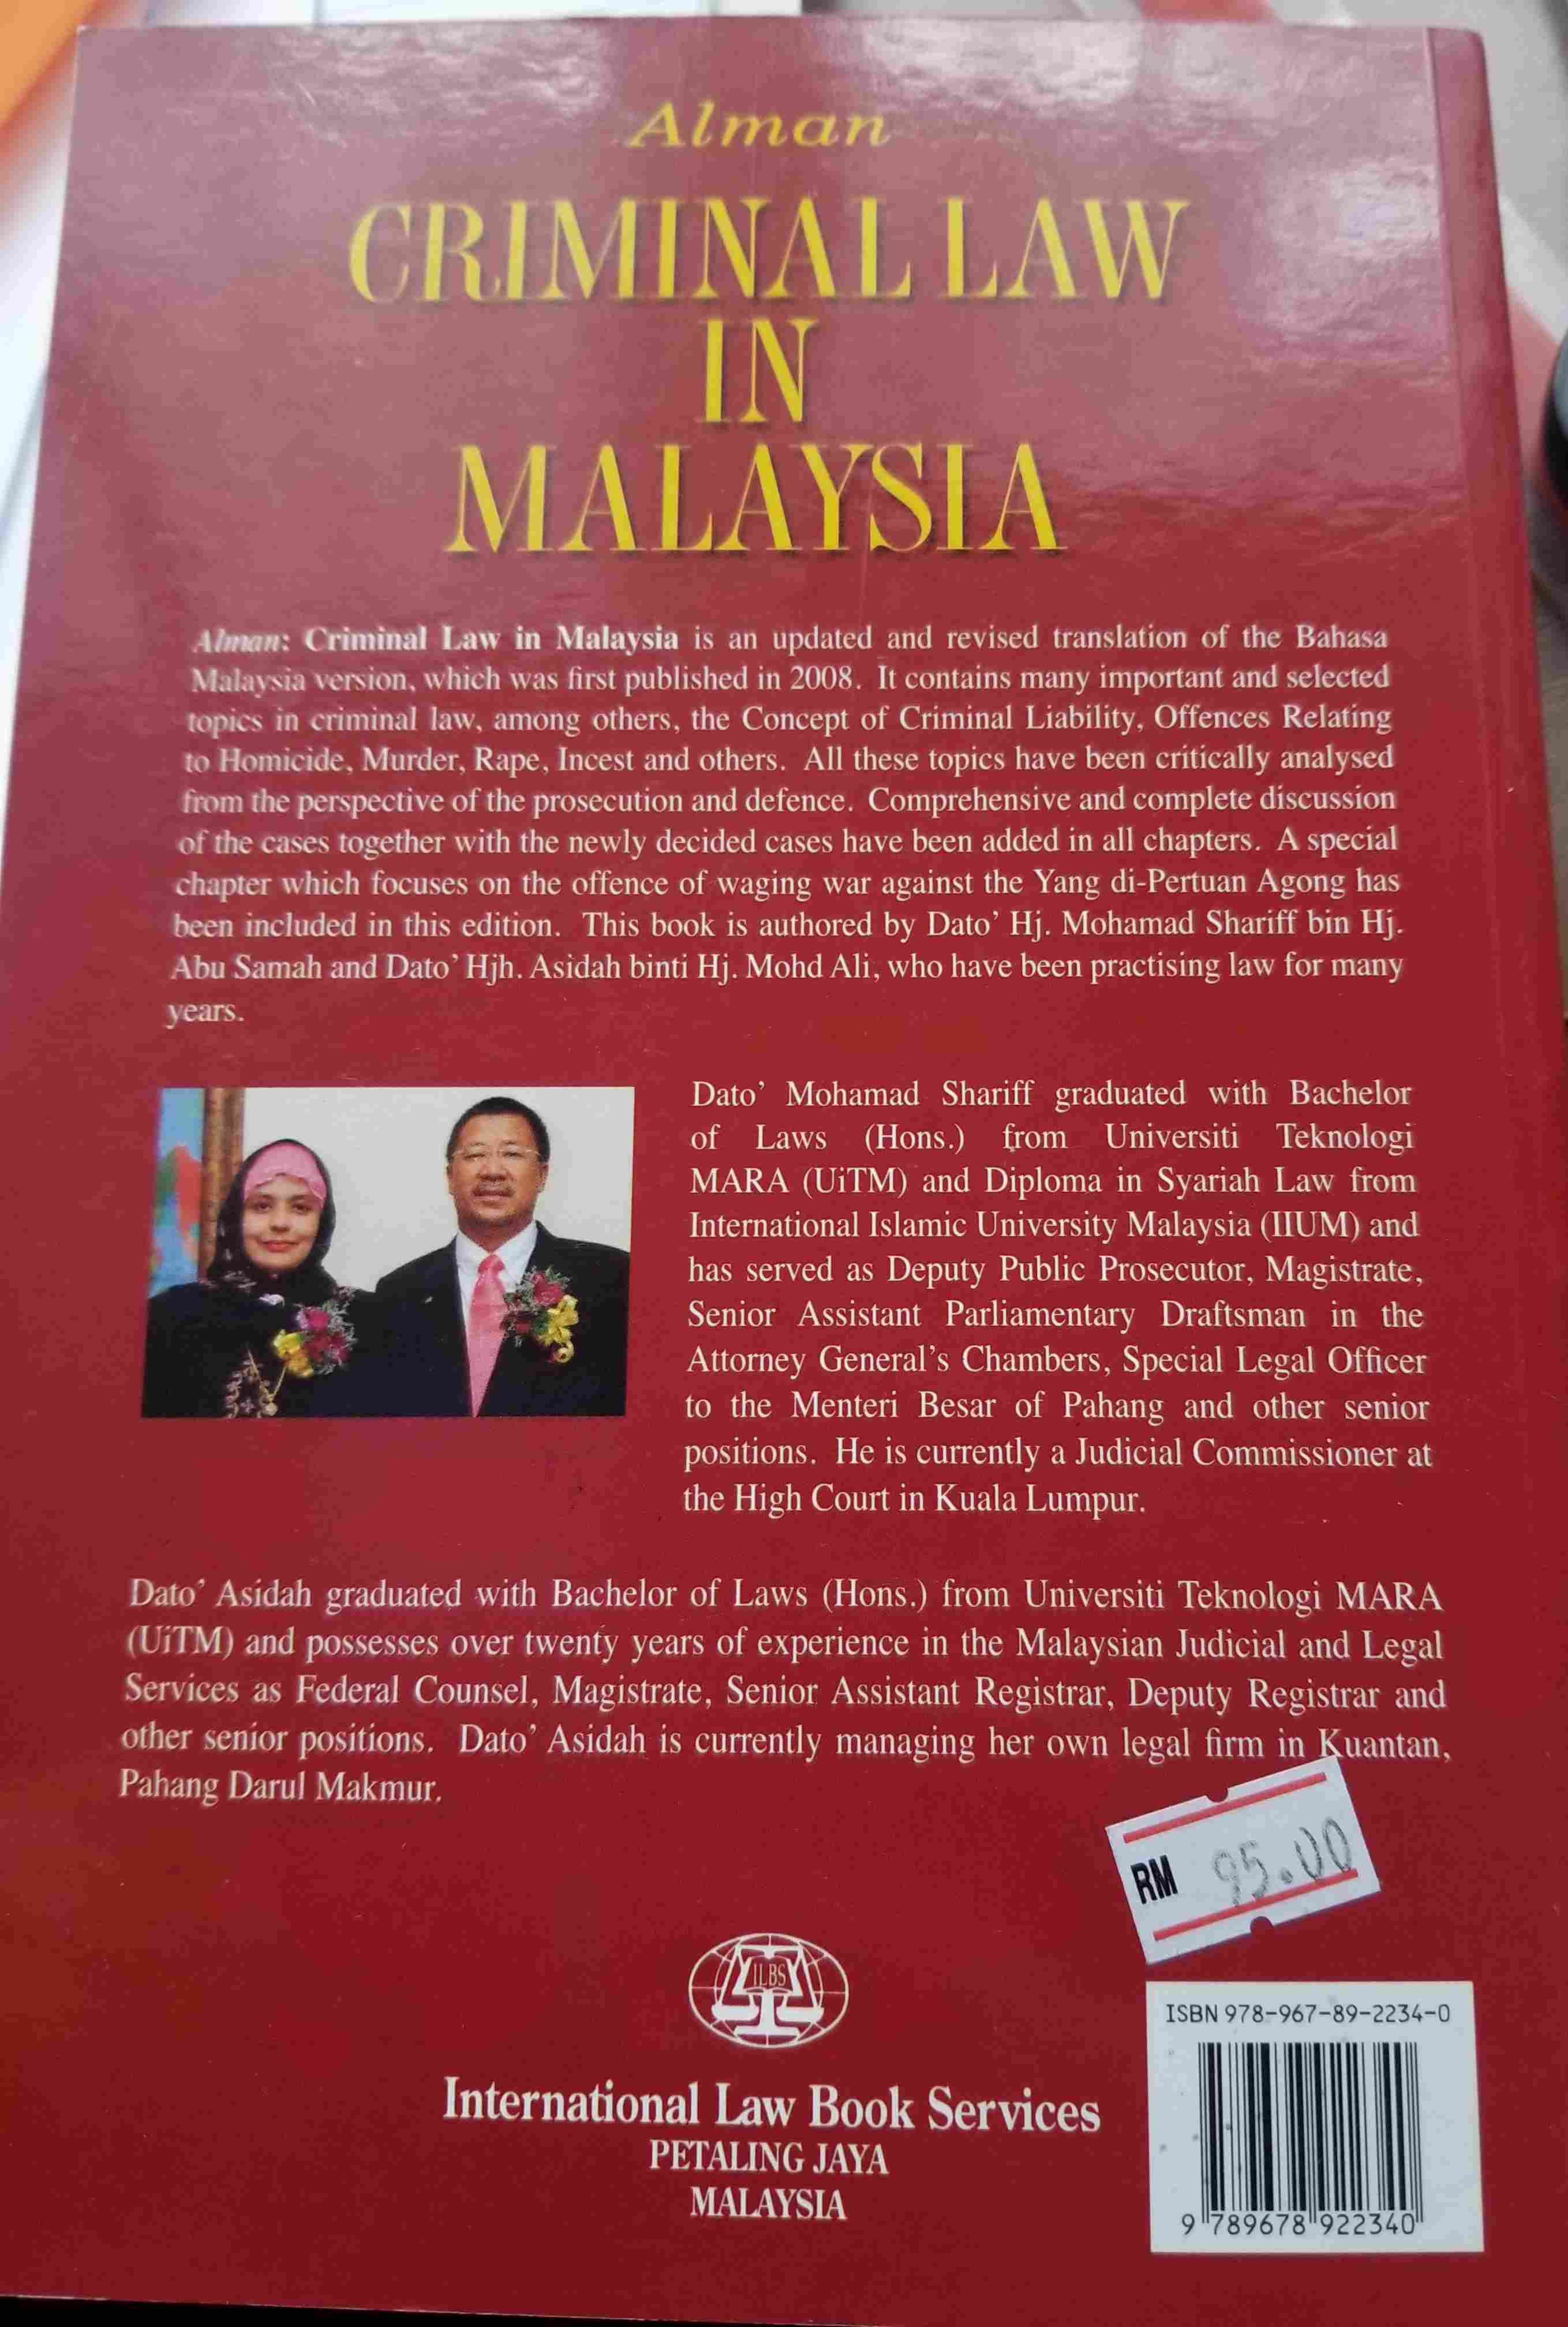 Alman
CRIMINAL LAW
IN
MALAYSIA
Alman: Criminal Law in Malaysia is an updated and revised translation of the Bahasa
Malaysia version, which was first published in 2008. It contains many important and selected
topics in criminal law, among others, the Concept of Criminal Liability, Offences Relating
to Homicide, Murder, Rape, Incest and others. All these topics have been critically analysed
from the perspective of the prosecution and defence. Comprehensive and complete discussion
of the cases together with the newly decided cases have been added in all chapters. A special
chapter which focuses on the offence of waging war against the Yang di-Pertuan Agong has
been included in this edition. This book is authored by Dato' Hj. Mohamad Shariff bin Hj.
Abu Samah and Dato' Hjh. Asidah binti Hj. Mohd Ali, who have been practising law for many
years.
Dato' Mohamad Shariff graduated with Bachelor
of Laws (Hons.) from Universiti Teknologi
MARA (UiTM) and Diploma in Syariah Law from
International Islamic University Malaysia (IIUM) and
has served as Deputy Public Prosecutor, Magistrate,
Senior Assistant Parliamentary Draftsman in the
Attorney General's Chambers, Special Legal Officer
to the Menteri Besar of Pahang and other senior
positions. He is currently a Judicial Commissioner at
the High Court in Kuala Lumpur.
Dato' Asidah graduated with Bachelor of Laws (Hons.) from Universiti Teknologi MARA
(UiTM) and possesses over twenty years of experience in the Malaysian Judicial and Legal
Services as Federal Counsel, Magistrate, Senior Assistant Registrar, Deputy Registrar and
other senior positions. Dato' Asidah is currently managing her own legal firm in Kuantan,
Pahang Darul Makmur.
RM 95.00
ILBS
International Law Book Services
PETALING JAYA
MALAYSIA
ISBN 978-967-89-2234-0
9 789678 922340